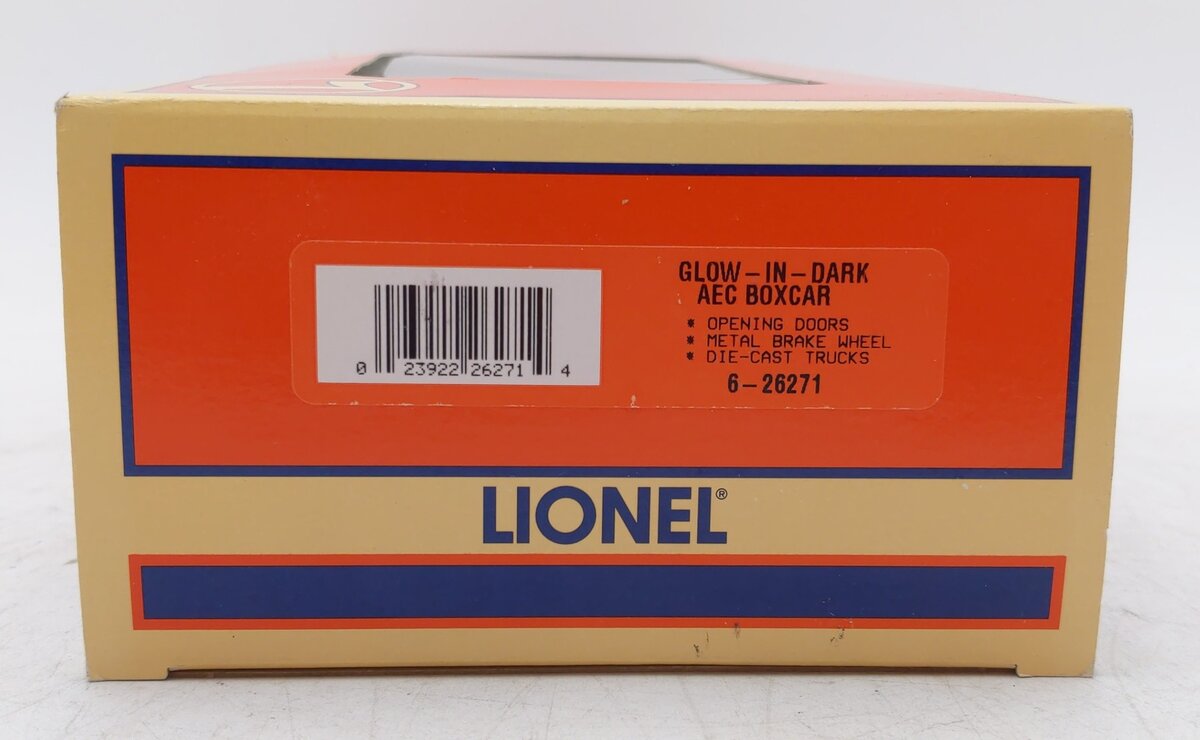 GLOW-IN-DARK
AEC BOXCAR
* OPENING DOORS
* METAL BRAKE WHEEL
* DIE-CAST TRUCKS
6-26271
0 23922 26271 4
LIONEL®